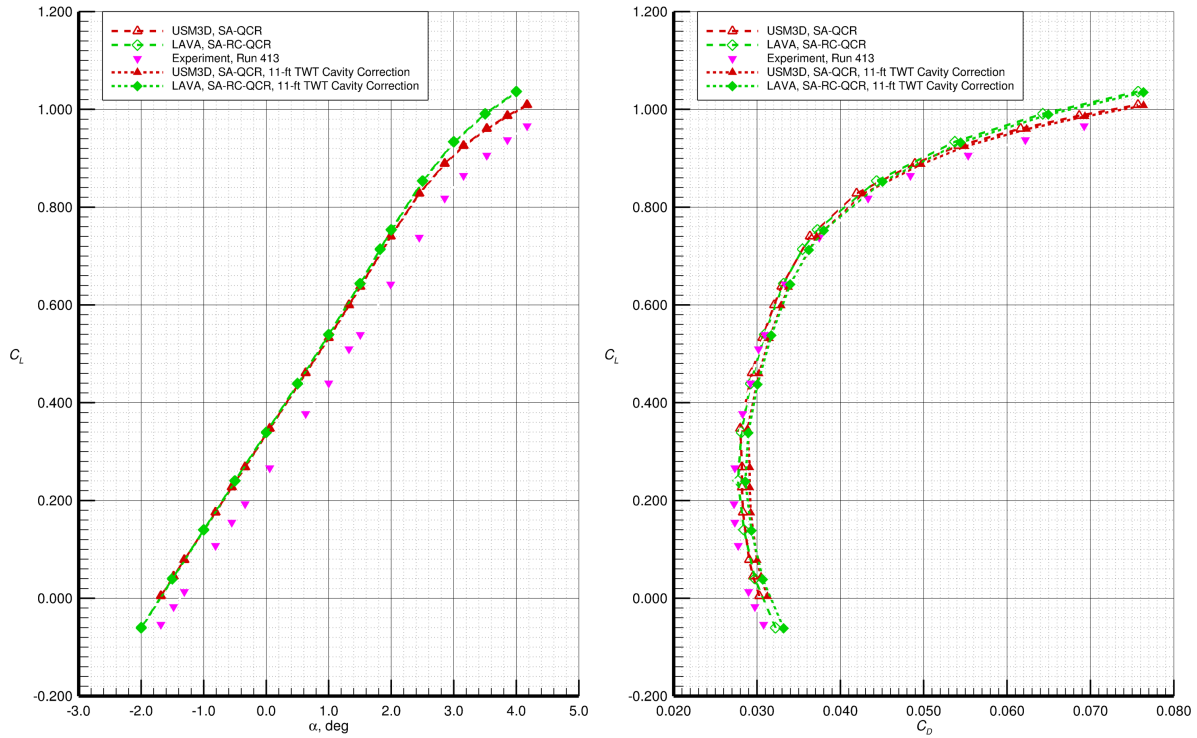 USM3D, SA-QCR
LAVA, SA-RC-QCR
Experiment, Run 413
USM3D, SA-QCR, 11-ft TWT Cavity Correction
LAVA, SA-RC-QCR, 11-ft TWT Cavity Correction
1.200
1.000
0.800
0.600
C_L
0.400
0.200
0.000
-0.200
-3.0 -2.0 -1.0 0.0 1.0 2.0 3.0 4.0 5.0
α, deg
USM3D, SA-QCR
LAVA, SA-RC-QCR
Experiment, Run 413
USM3D, SA-QCR, 11-ft TWT Cavity Correction
LAVA, SA-RC-QCR, 11-ft TWT Cavity Correction
1.200
1.000
0.800
0.600
C_L
0.400
0.200
0.000
-0.200
0.020 0.030 0.040 0.050 0.060 0.070 0.080
C_D